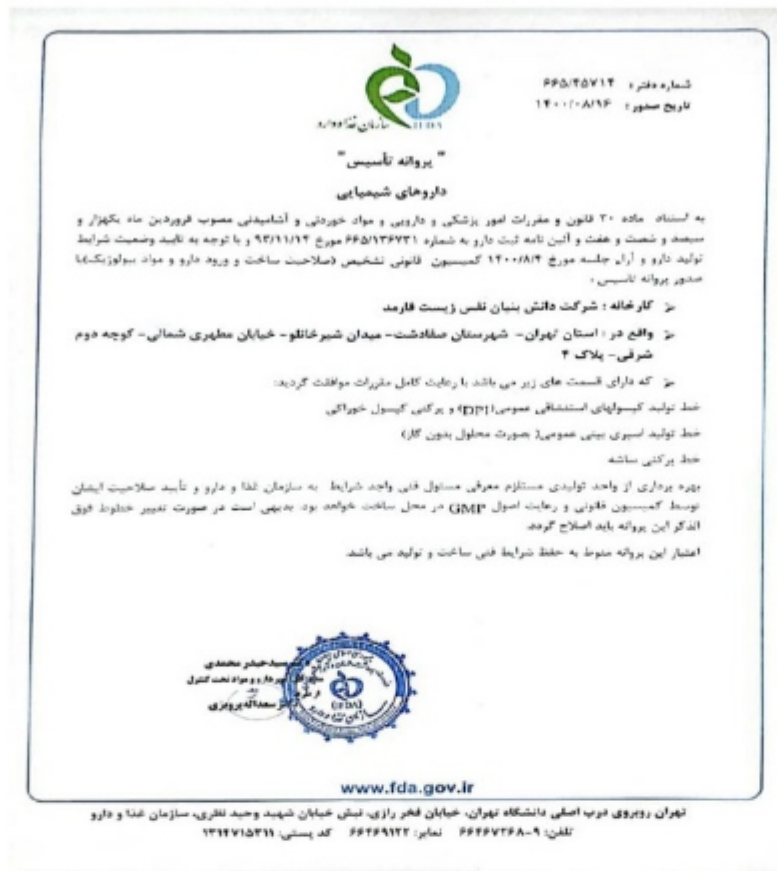 شماره دفتر : ۶۶۵/۴۵۷۱۴
تاریخ صدور : ۱۴۰۰/۰۸/۱۶
سازمان غذا و دارو
IFDA
" پروانه تأسیس "
داروهای شیمیایی
به استناد ماده ۲۰ قانون و مقررات امور پزشکی و دارویی و مواد خوردنی و آشامیدنی مصوب فروردین ماه یکهزار و
سیصد و شصت و هفت و آئین نامه ثبت دارو به شماره ۶۶۵/۱۳۶۷۳۱ مورخ ۹۳/۱۱/۱۴ و با توجه به تایید وضعیت شرایط
تولید دارو و آراء جلسه مورخ ۱۴۰۰/۸/۴ کمیسیون قانونی تشخیص (صلاحیت ساخت و ورود دارو و مواد بیولوژیک)با
صدور پروانه تاسیس :
کارخانه : شرکت دانش بنیان نفس زیست فارمد
واقع در : استان تهران- شهرستان صفادشت- میدان شیرخانلو- خیابان مطهری شمالی- کوچه دوم
شرقی- پلاک ۴
که دارای قسمت های زیر می باشد با رعایت کامل مقررات موافقت گردید:
خط تولید کپسولهای استنشاقی عمومی(DPI) و پرکنی کپسول خوراکی
خط تولید اسپری بینی عمومی( بصورت محلول بدون گاز)
خط پرکنی ساشه
بهره برداری از واحد تولیدی مستلزم معرفی مسئول فنی واجد شرایط به سازمان غذا و دارو و تأیید صلاحیت ایشان
توسط کمیسیون قانونی و رعایت اصول GMP در محل ساخت خواهد بود. بدیهی است در صورت تغییر خطوط فوق
الذکر این پروانه باید اصلاح گردد.
اعتبار این پروانه منوط به حفظ شرایط فنی ساخت و تولید می باشد.
سیدحیدر محمدی
دارو و مواد تحت کنترل
سعداله پرویزی
(IFDA)
سازمان غذا و دارو
www.fda.gov.ir
تهران روبروی درب اصلی دانشگاه تهران، خیابان فخر رازی، نبش خیابان شهید وحید نظری، سازمان غذا و دارو
تلفن: ۹-۶۶۴۶۷۲۶۸ نمابر: ۶۶۴۶۹۱۲۲ کد پستی: ۱۳۱۴۷۱۵۳۱۱